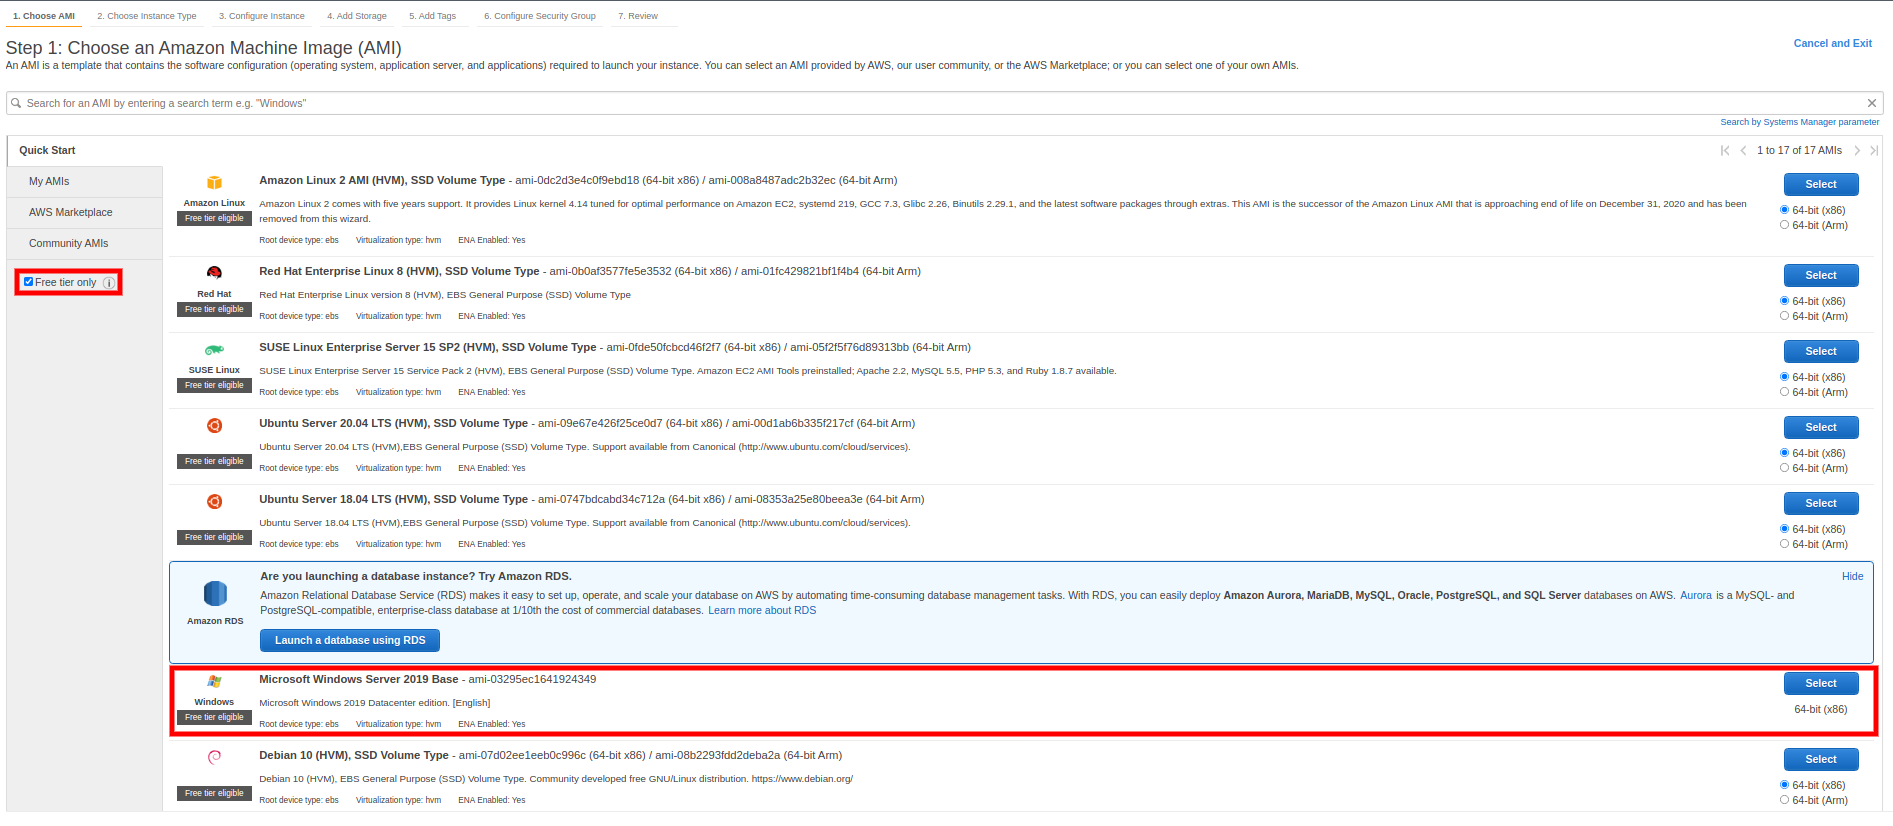 1. Choose AMI 2. Choose Instance Type 3. Configure Instance 4. Add Storage 5. Add Tags 6. Configure Security Group 7. Review
Step 1: Choose an Amazon Machine Image (AMI)
Cancel and Exit
An AMI is a template that contains the software configuration (operating system, application server, and applications) required to launch your instance. You can select an AMI provided by AWS, our user community, or the AWS Marketplace; or you can select one of your own AMIs.
Search for an AMI by entering a search term e.g. "Windows"
Search by Systems Manager parameter
Quick Start
1 to 17 of 17 AMIs
My AMIs
AWS Marketplace
Community AMIs
Free tier only
Amazon Linux
Free tier eligible
Amazon Linux 2 AMI (HVM), SSD Volume Type - ami-0dc2d3e4c0f9ebd18 (64-bit x86) / ami-008a8487adc2b32ec (64-bit Arm)
Amazon Linux 2 comes with five years support. It provides Linux kernel 4.14 tuned for optimal performance on Amazon EC2, systemd 219, GCC 7.3, Glibc 2.26, Binutils 2.29.1, and the latest software packages through extras. This AMI is the successor of the Amazon Linux AMI that is approaching end of life on December 31, 2020 and has been
removed from this wizard.
Root device type: ebs Virtualization type: hvm ENA Enabled: Yes
Select
64-bit (x86)
64-bit (Arm)
Red Hat
Free tier eligible
Red Hat Enterprise Linux 8 (HVM), SSD Volume Type - ami-0b0af3577fe5e3532 (64-bit x86) / ami-01fc429821bf1f4b4 (64-bit Arm)
Red Hat Enterprise Linux version 8 (HVM), EBS General Purpose (SSD) Volume Type
Root device type: ebs Virtualization type: hvm ENA Enabled: Yes
Select
64-bit (x86)
64-bit (Arm)
SUSE Linux
Free tier eligible
SUSE Linux Enterprise Server 15 SP2 (HVM), SSD Volume Type - ami-0fde50fcbcd46f2f7 (64-bit x86) / ami-05f2f5f76d89313bb (64-bit Arm)
SUSE Linux Enterprise Server 15 Service Pack 2 (HVM), EBS General Purpose (SSD) Volume Type. Amazon EC2 AMI Tools preinstalled; Apache 2.2, MySQL 5.5, PHP 5.3, and Ruby 1.8.7 available.
Root device type: ebs Virtualization type: hvm ENA Enabled: Yes
Select
64-bit (x86)
64-bit (Arm)
Free tier eligible
Ubuntu Server 20.04 LTS (HVM), SSD Volume Type - ami-09e67e426f25ce0d7 (64-bit x86) / ami-00d1ab6b335f217cf (64-bit Arm)
Ubuntu Server 20.04 LTS (HVM),EBS General Purpose (SSD) Volume Type. Support available from Canonical (http://www.ubuntu.com/cloud/services).
Root device type: ebs Virtualization type: hvm ENA Enabled: Yes
Select
64-bit (x86)
64-bit (Arm)
Free tier eligible
Ubuntu Server 18.04 LTS (HVM), SSD Volume Type - ami-0747bdcabd34c712a (64-bit x86) / ami-08353a25e80beea3e (64-bit Arm)
Ubuntu Server 18.04 LTS (HVM),EBS General Purpose (SSD) Volume Type. Support available from Canonical (http://www.ubuntu.com/cloud/services).
Root device type: ebs Virtualization type: hvm ENA Enabled: Yes
Select
64-bit (x86)
64-bit (Arm)
Amazon RDS
Are you launching a database instance? Try Amazon RDS.
Hide
Amazon Relational Database Service (RDS) makes it easy to set up, operate, and scale your database on AWS by automating time-consuming database management tasks. With RDS, you can easily deploy Amazon Aurora, MariaDB, MySQL, Oracle, PostgreSQL, and SQL Server databases on AWS. Aurora is a MySQL- and
PostgreSQL-compatible, enterprise-class database at 1/10th the cost of commercial databases. Learn more about RDS
Launch a database using RDS
Windows
Free tier eligible
Microsoft Windows Server 2019 Base - ami-03295ec1641924349
Microsoft Windows 2019 Datacenter edition. [English]
Root device type: ebs Virtualization type: hvm ENA Enabled: Yes
Select
64-bit (x86)
Free tier eligible
Debian 10 (HVM), SSD Volume Type - ami-07d02ee1eeb0c996c (64-bit x86) / ami-08b2293fdd2deba2a (64-bit Arm)
Debian 10 (HVM), EBS General Purpose (SSD) Volume Type. Community developed free GNU/Linux distribution. https://www.debian.org/
Root device type: ebs Virtualization type: hvm ENA Enabled: Yes
Select
64-bit (x86)
64-bit (Arm)